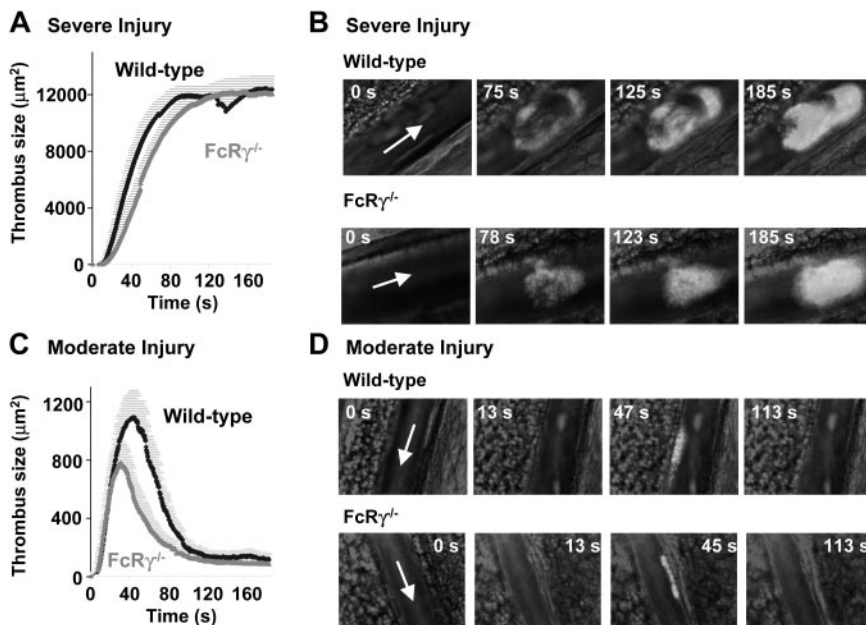 A Severe Injury
Thrombus size (μm²)
12000
8000
4000
0
Wild-type
FcRγ⁻/⁻
0 40 80 120 160
Time (s)
B Severe Injury
Wild-type
0 s 75 s 125 s 185 s
FcRγ⁻/⁻
0 s 78 s 123 s 185 s
C Moderate Injury
Thrombus size (μm²)
1200
800
400
0
Wild-type
FcRγ⁻/⁻
0 40 80 120 160
Time (s)
D Moderate Injury
Wild-type
0 s 13 s 47 s 113 s
FcRγ⁻/⁻
0 s 13 s 45 s 113 s